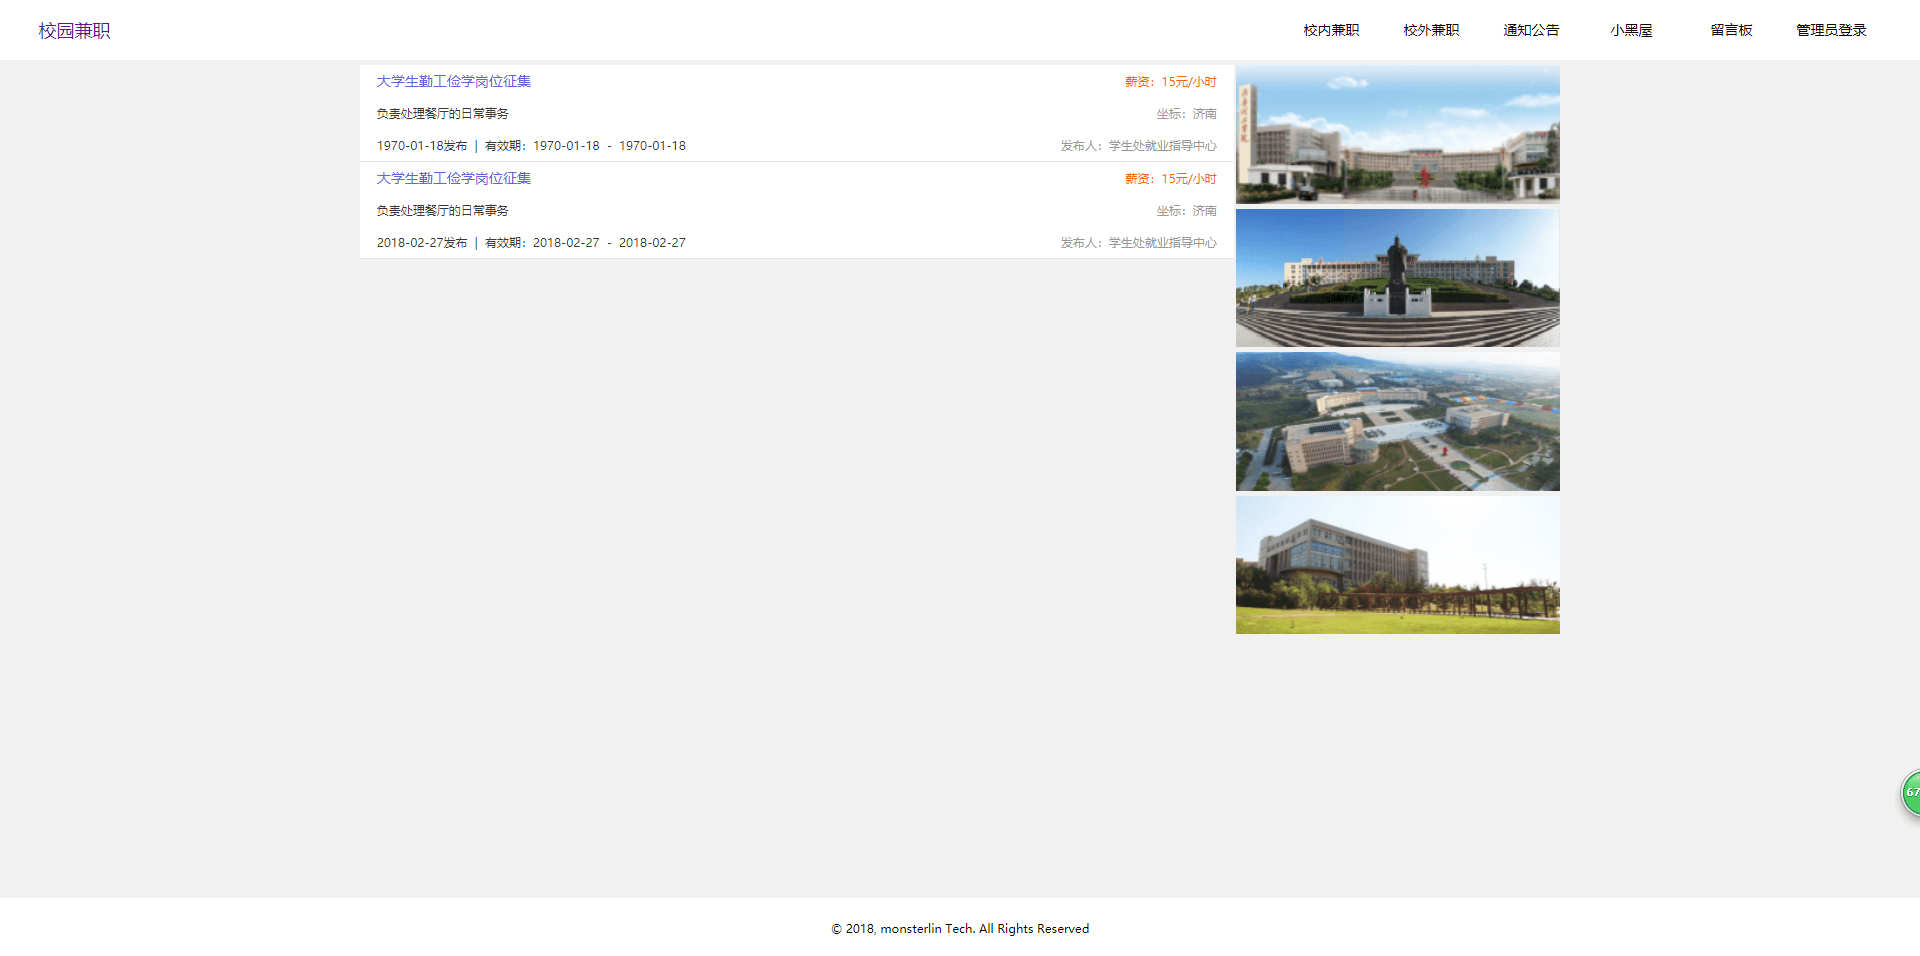 校园兼职
校内兼职 校外兼职 通知公告 小黑屋 留言板 管理员登录
大学生勤工俭学岗位征集 薪资：15元/小时
负责处理餐厅的日常事务 坐标：济南
1970-01-18发布 | 有效期：1970-01-18 - 1970-01-18 发布人：学生处就业指导中心
大学生勤工俭学岗位征集 薪资：15元/小时
负责处理餐厅的日常事务 坐标：济南
2018-02-27发布 | 有效期：2018-02-27 - 2018-02-27 发布人：学生处就业指导中心
67
© 2018, monsterlin Tech. All Rights Reserved